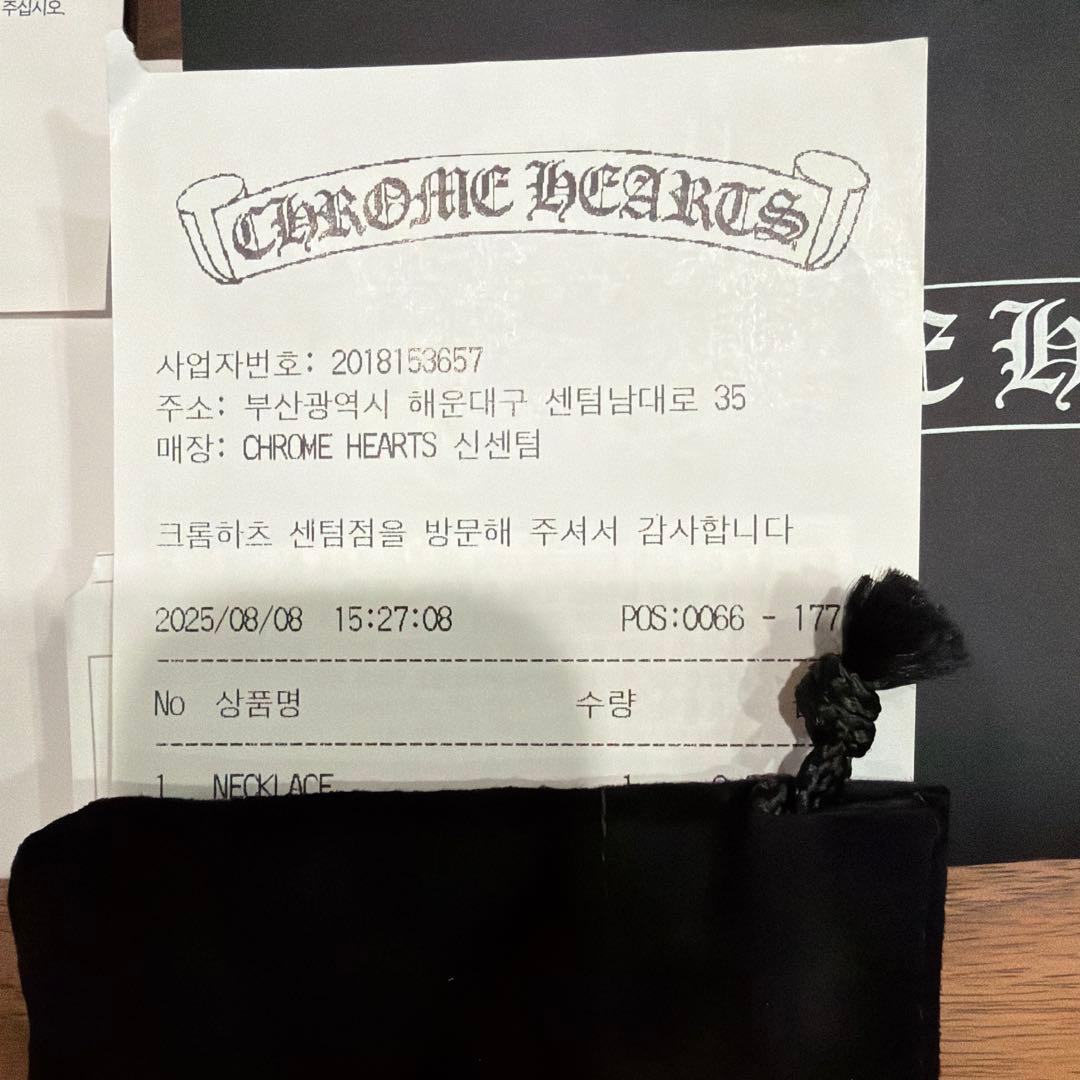 주십시오.
CHROME HEARTS
사업자번호: 2018153657
주소: 부산광역시 해운대구 센텀남대로 35
매장: CHROME HEARTS 신센텀
크롬하츠 센텀점을 방문해 주셔서 감사합니다
2025/08/08 15:27:08 POS:0066 - 177
No 상품명 수량
1 NECKLACE 1
E H